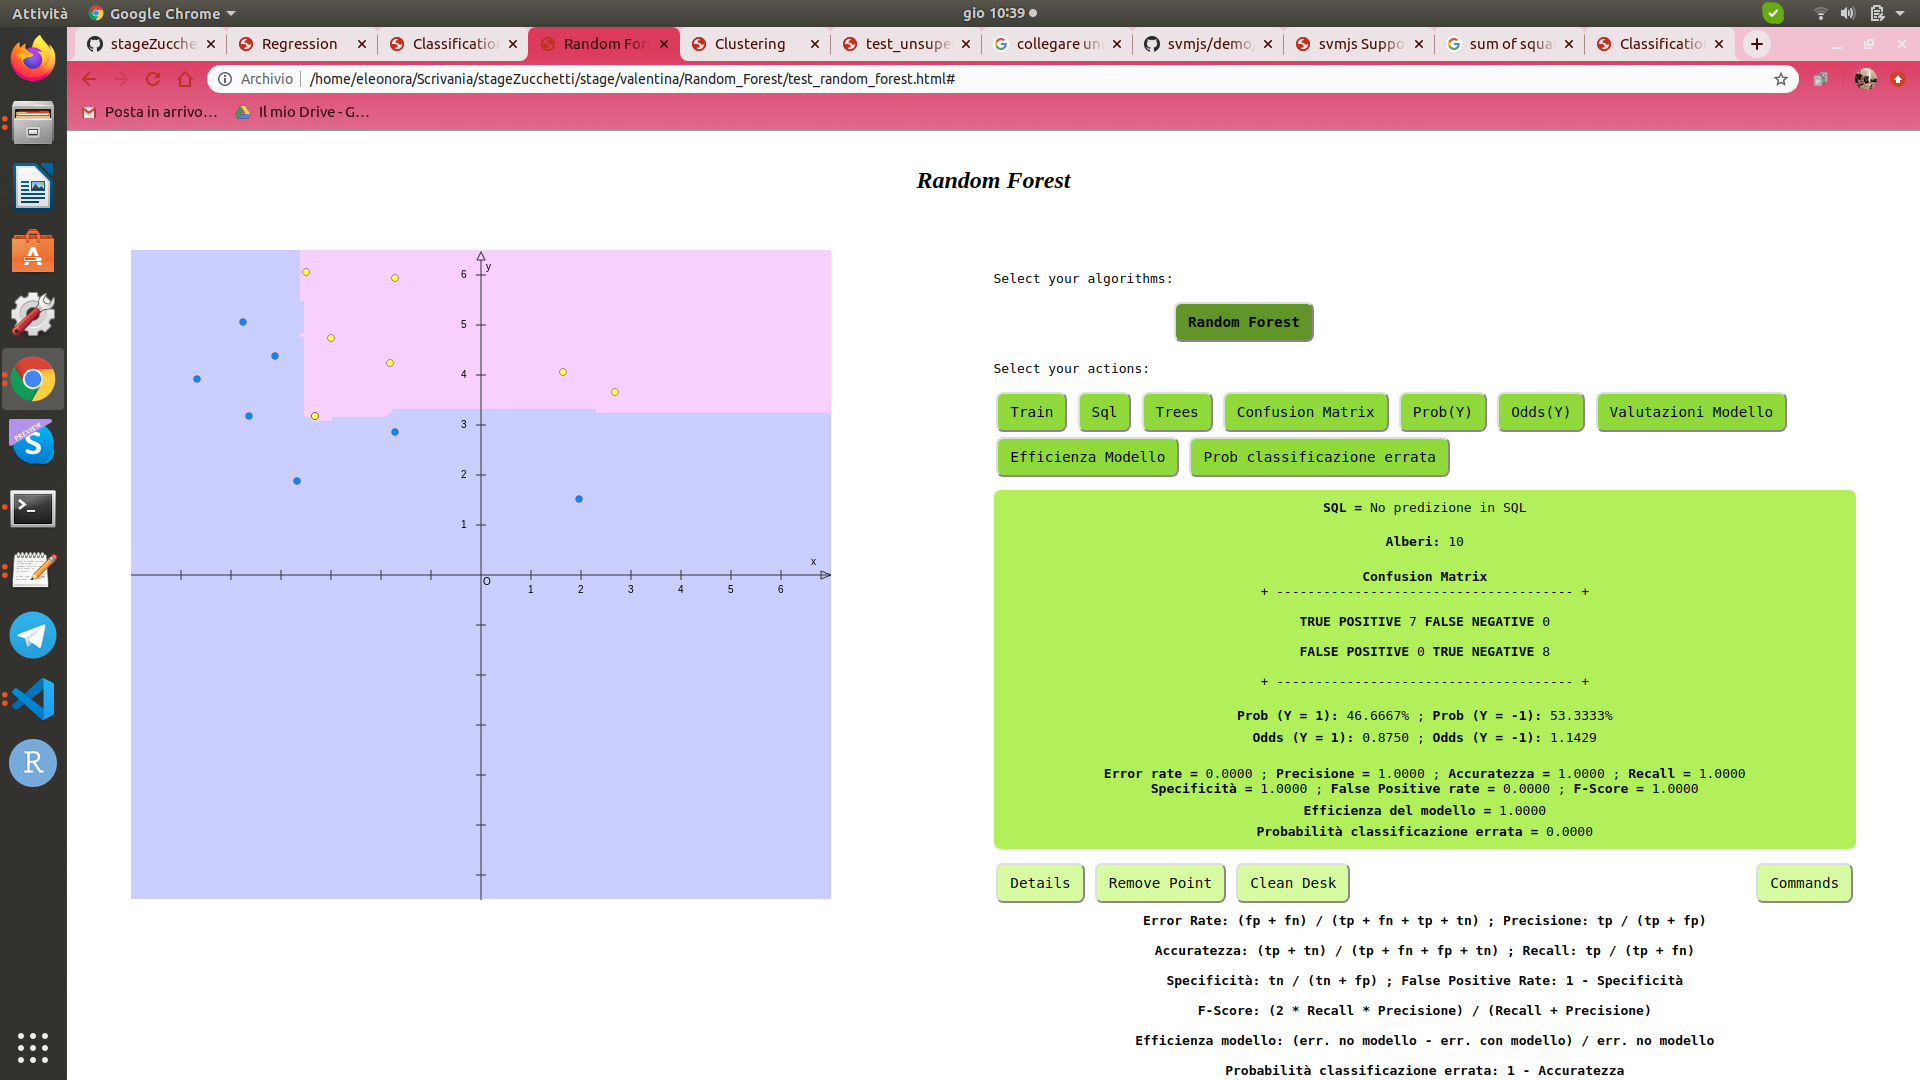 Attività
Google Chrome
gio 10:39
stageZucche
Regression
Classificatio
Random For
Clustering
test_unsupe
collegare un
svmjs/demo/
svmjs Suppo
sum of squa
Classificatio
Archivio
/home/eleonora/Scrivania/stageZucchetti/stage/valentina/Random_Forest/test_random_forest.html#
Posta in arrivo…
Il mio Drive - G…
Random Forest
y
6
5
4
3
2
1
x
O
1 2 3 4 5 6
Select your algorithms:
Random Forest
Select your actions:
Train
Sql
Trees
Confusion Matrix
Prob(Y)
Odds(Y)
Valutazioni Modello
Efficienza Modello
Prob classificazione errata
SQL = No predizione in SQL
Alberi: 10
Confusion Matrix
+ -------------------------------------- +
TRUE POSITIVE 7 FALSE NEGATIVE 0
FALSE POSITIVE 0 TRUE NEGATIVE 8
+ -------------------------------------- +
Prob (Y = 1): 46.6667% ; Prob (Y = -1): 53.3333%
Odds (Y = 1): 0.8750 ; Odds (Y = -1): 1.1429
Error rate = 0.0000 ; Precisione = 1.0000 ; Accuratezza = 1.0000 ; Recall = 1.0000
Specificità = 1.0000 ; False Positive rate = 0.0000 ; F-Score = 1.0000
Efficienza del modello = 1.0000
Probabilità classificazione errata = 0.0000
Details
Remove Point
Clean Desk
Commands
Error Rate: (fp + fn) / (tp + fn + tp + tn) ; Precisione: tp / (tp + fp)
Accuratezza: (tp + tn) / (tp + fn + fp + tn) ; Recall: tp / (tp + fn)
Specificità: tn / (tn + fp) ; False Positive Rate: 1 - Specificità
F-Score: (2 * Recall * Precisione) / (Recall + Precisione)
Efficienza modello: (err. no modello - err. con modello) / err. no modello
Probabilità classificazione errata: 1 - Accuratezza
PREVIEW
S
R